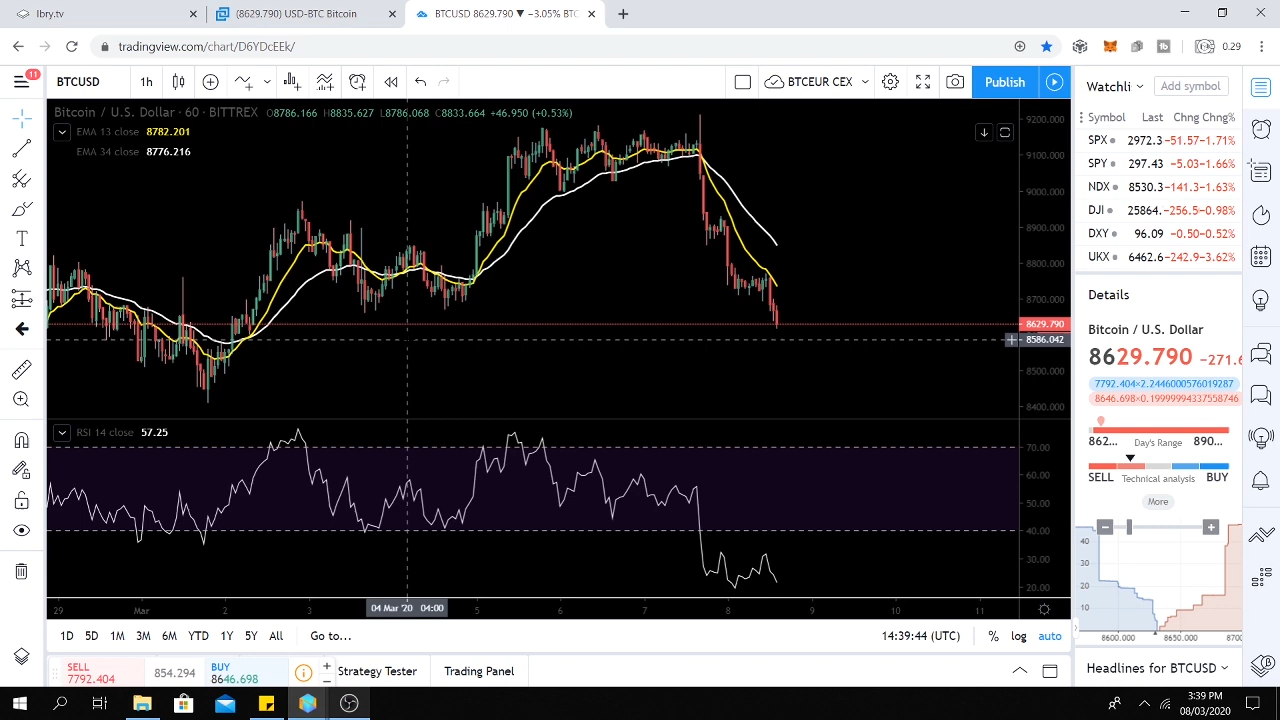 lbry.tv
(8629.790) USD-BTC Bitcoin
BTCUSD 8629.790 ▼ −3.05% BTC
tradingview.com/chart/D6YDcEEk/
0.29
11
BTCUSD
1h
BTCEUR CEX
Publish
Watchli
Add symbol
Bitcoin / U.S. Dollar · 60 · BITTREX O8786.166 H8835.627 L8786.068 C8833.664 +46.950 (+0.53%)
EMA 13 close 8782.201
EMA 34 close 8776.216
9200.000
9100.000
9000.000
8900.000
8800.000
8700.000
8629.790
8586.042
8500.000
8400.000
RSI 14 close 57.25
70.00
60.00
50.00
40.00
30.00
20.00
29 Mar 2 3 04 Mar '20 04:00 5 6 7 8 9 10 11
1D 5D 1M 3M 6M YTD 1Y 5Y All Go to...
14:39:44 (UTC) % log auto
SELL
7792.404
854.294
BUY
8646.698
Strategy Tester
Trading Panel
Symbol Last Chng Chng%
SPX 2972.3 −51.57 −1.71%
SPY 297.43 −5.03 −1.66%
NDX 8530.3 −141.3 −1.63%
DJI 25864. −256.5 −0.98%
DXY 96.09 −0.50 −0.52%
UKX 6462.6 −242.9 −3.62%
Details
Bitcoin / U.S. Dollar
8629.790 −271.6
7792.404×2.2446000576019287
8646.698×0.19999994337558746
862... Day's Range 890...
SELL Technical analysis BUY
More
40
30
20
10
8600.000 8650.000 8700
Headlines for BTCUSD
3:39 PM
08/03/2020